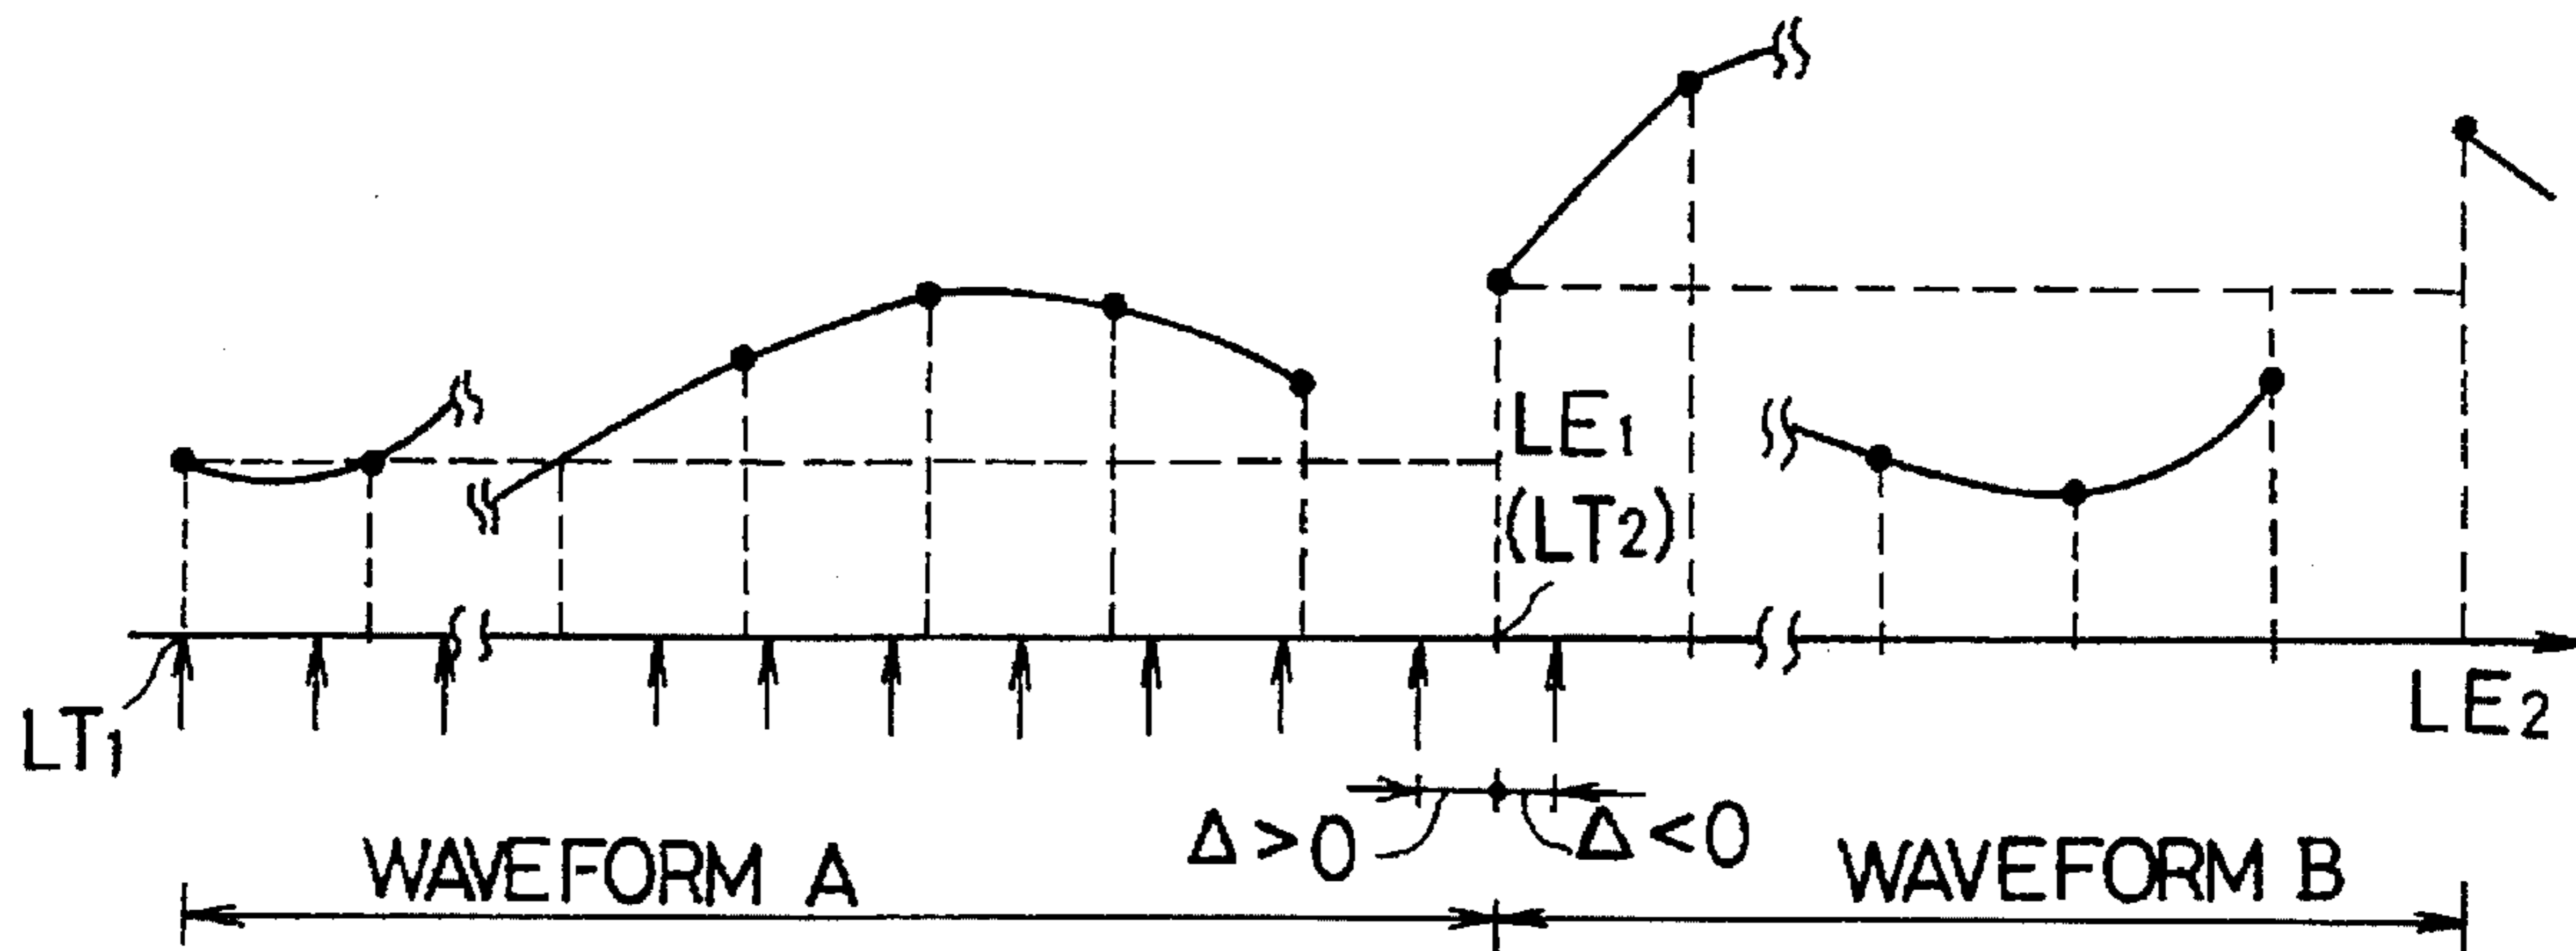 LE₁
(LT₂)
LT₁
LE₂
Δ>0
Δ<0
WAVEFORM A
WAVEFORM B